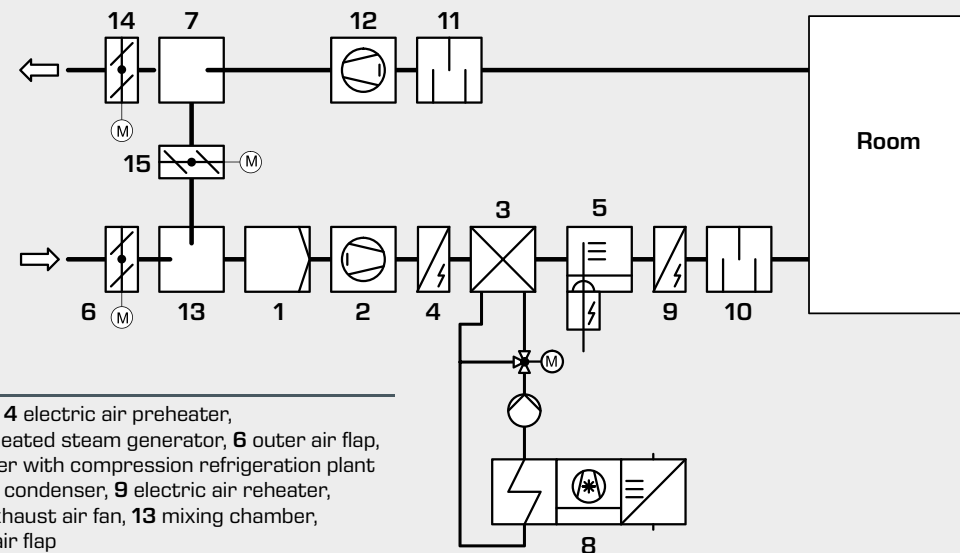 14 7 12 11
M
Room
15 M
3 5
6 M 13 1 2 4 9 10
M
4 electric air preheater,
eated steam generator, 6 outer air flap,
er with compression refrigeration plant
condenser, 9 electric air reheater,
xhaust air fan, 13 mixing chamber,
air flap
8